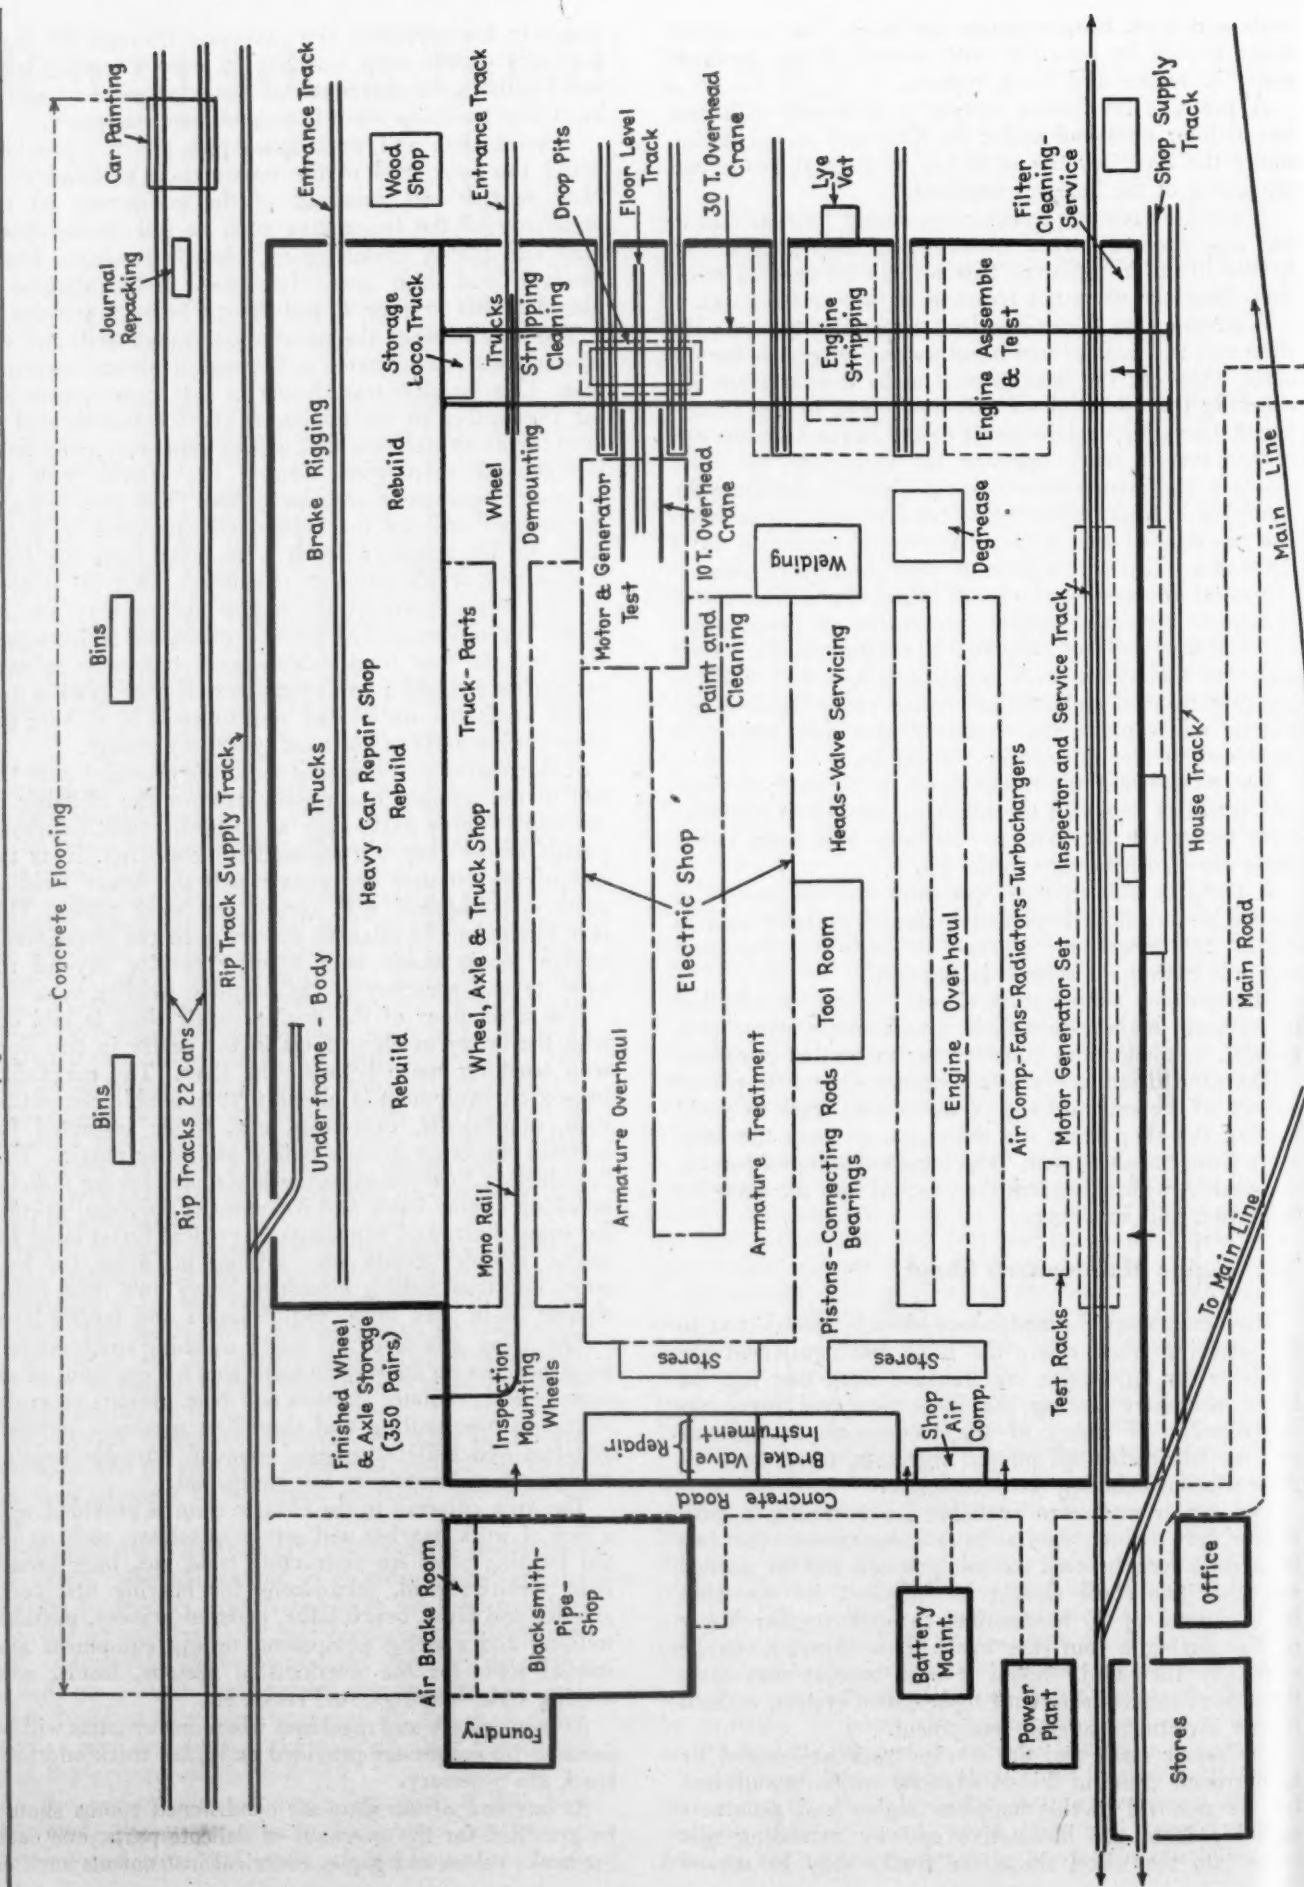 Concrete Flooring
Bins
Bins
Journal
Repacking
Car Painting
Rip Tracks 22 Cars
Rip Track Supply Track
Entrance Track
Underframe - Body
Trucks
Brake Rigging
Heavy Car Repair Shop
Rebuild
Rebuild
Rebuild
Storage
Loco. Truck
Wood
Shop
Finished Wheel
& Axle Storage
(350 Pairs)
Entrance Track
Mono Rail
Wheel, Axle & Truck Shop
Truck-Parts
Wheel
Demounting
Trucks
Stripping
Cleaning
Inspection
Mounting
Wheels
Air Brake Room
Blacksmith-
Pipe-
Shop
Foundry
Concrete Road
Brake Valve
Instrument
Repair
Stores
Stores
Armature Overhaul
Electric Shop
Armature Treatment
Motor & Generator
Test
Paint and
Cleaning
10 T. Overhead
Crane
Drop Pits
Floor Level
Track
30 T. Overhead
Crane
Welding
Lye
Vat
Engine
Stripping
Pistons-Connecting Rods
Bearings
Tool Room
Heads-Valve Servicing
Degrease
Engine Overhaul
Engine Assemble
& Test
Air Comp.-Fans-Radiators-Turbochargers
Shop
Air
Comp.
Battery
Maint.
Power
Plant
Test Racks
Motor Generator Set
Inspector and Service Track
Filter
Cleaning-
Service
Shop Supply
Track
House Track
To Main Line
Main Road
Main Line
Office
Stores